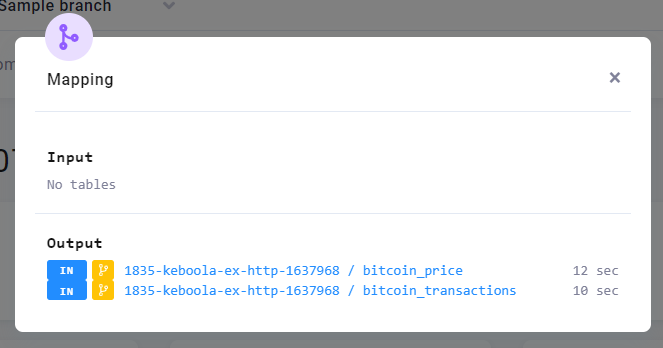 Sample branch
Mapping
Input
No tables
Output
IN 1835-keboola-ex-http-1637968 / bitcoin_price 12 sec
IN 1835-keboola-ex-http-1637968 / bitcoin_transactions 10 sec